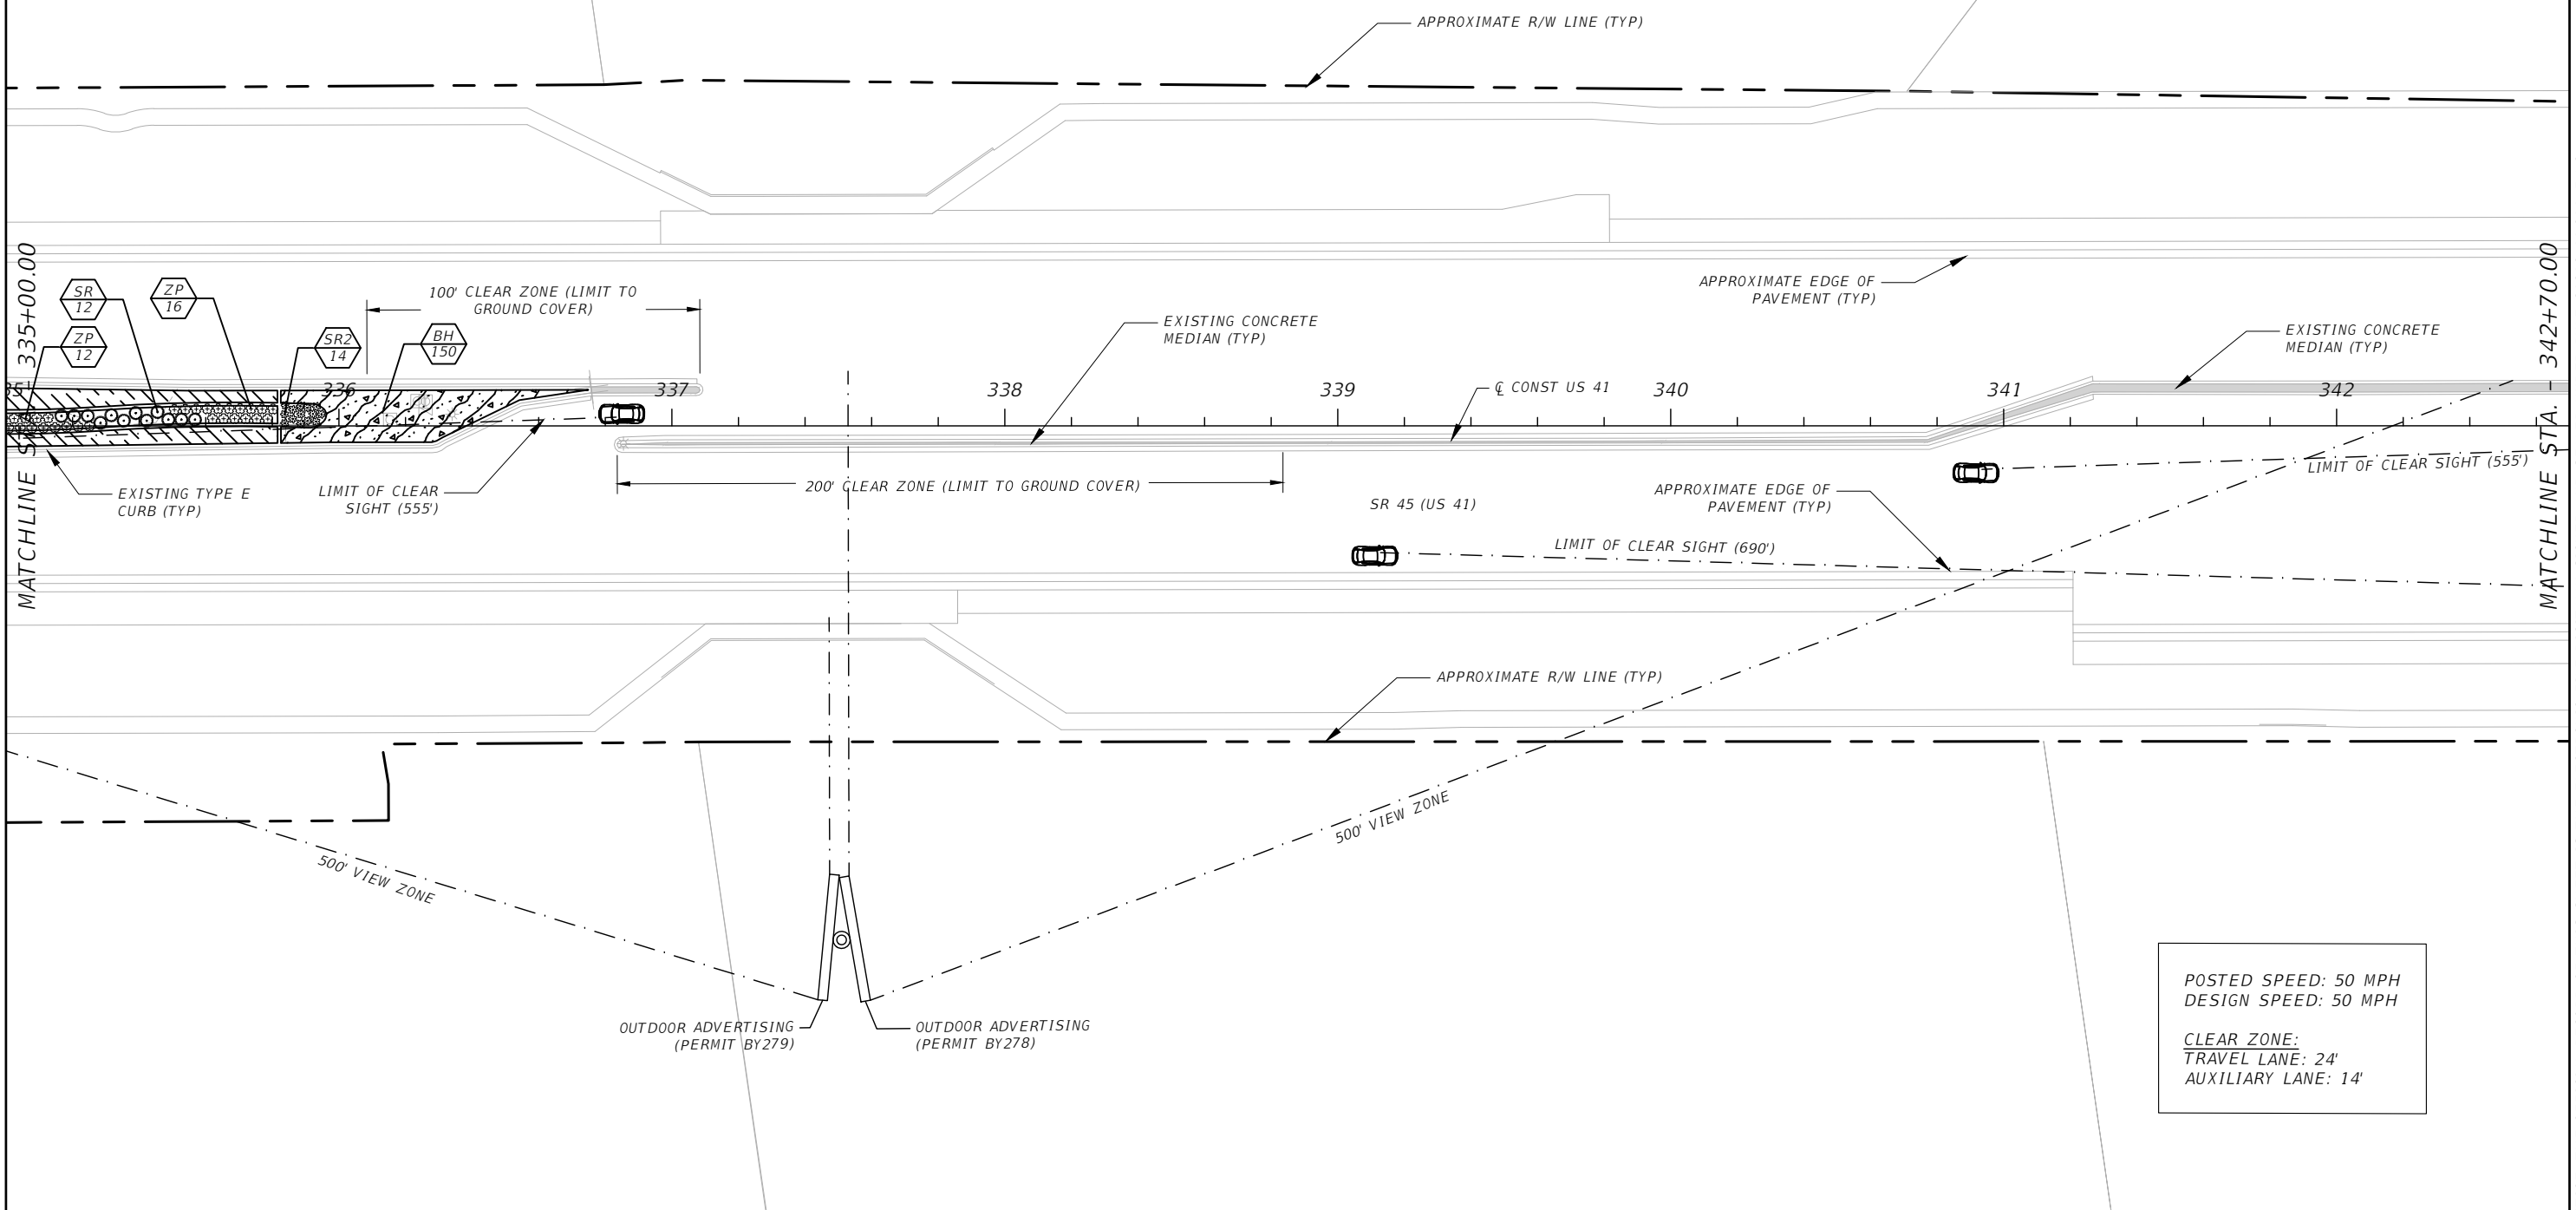 APPROXIMATE R/W LINE (TYP)
MATCHLINE STA. 335+00.00
SR
12
ZP
16
ZP
12
SR2
14
BH
150
100' CLEAR ZONE (LIMIT TO
GROUND COVER)
EXISTING CONCRETE
MEDIAN (TYP)
APPROXIMATE EDGE OF
PAVEMENT (TYP)
EXISTING CONCRETE
MEDIAN (TYP)
MATCHLINE STA. 342+70.00
336
337
338
339
℄ CONST US 41
340
341
342
EXISTING TYPE E
CURB (TYP)
LIMIT OF CLEAR
SIGHT (555')
200' CLEAR ZONE (LIMIT TO GROUND COVER)
SR 45 (US 41)
APPROXIMATE EDGE OF
PAVEMENT (TYP)
LIMIT OF CLEAR SIGHT (555')
LIMIT OF CLEAR SIGHT (690')
APPROXIMATE R/W LINE (TYP)
500' VIEW ZONE
500' VIEW ZONE
OUTDOOR ADVERTISING
(PERMIT BY279)
OUTDOOR ADVERTISING
(PERMIT BY278)
POSTED SPEED: 50 MPH
DESIGN SPEED: 50 MPH
CLEAR ZONE:
TRAVEL LANE: 24'
AUXILIARY LANE: 14'